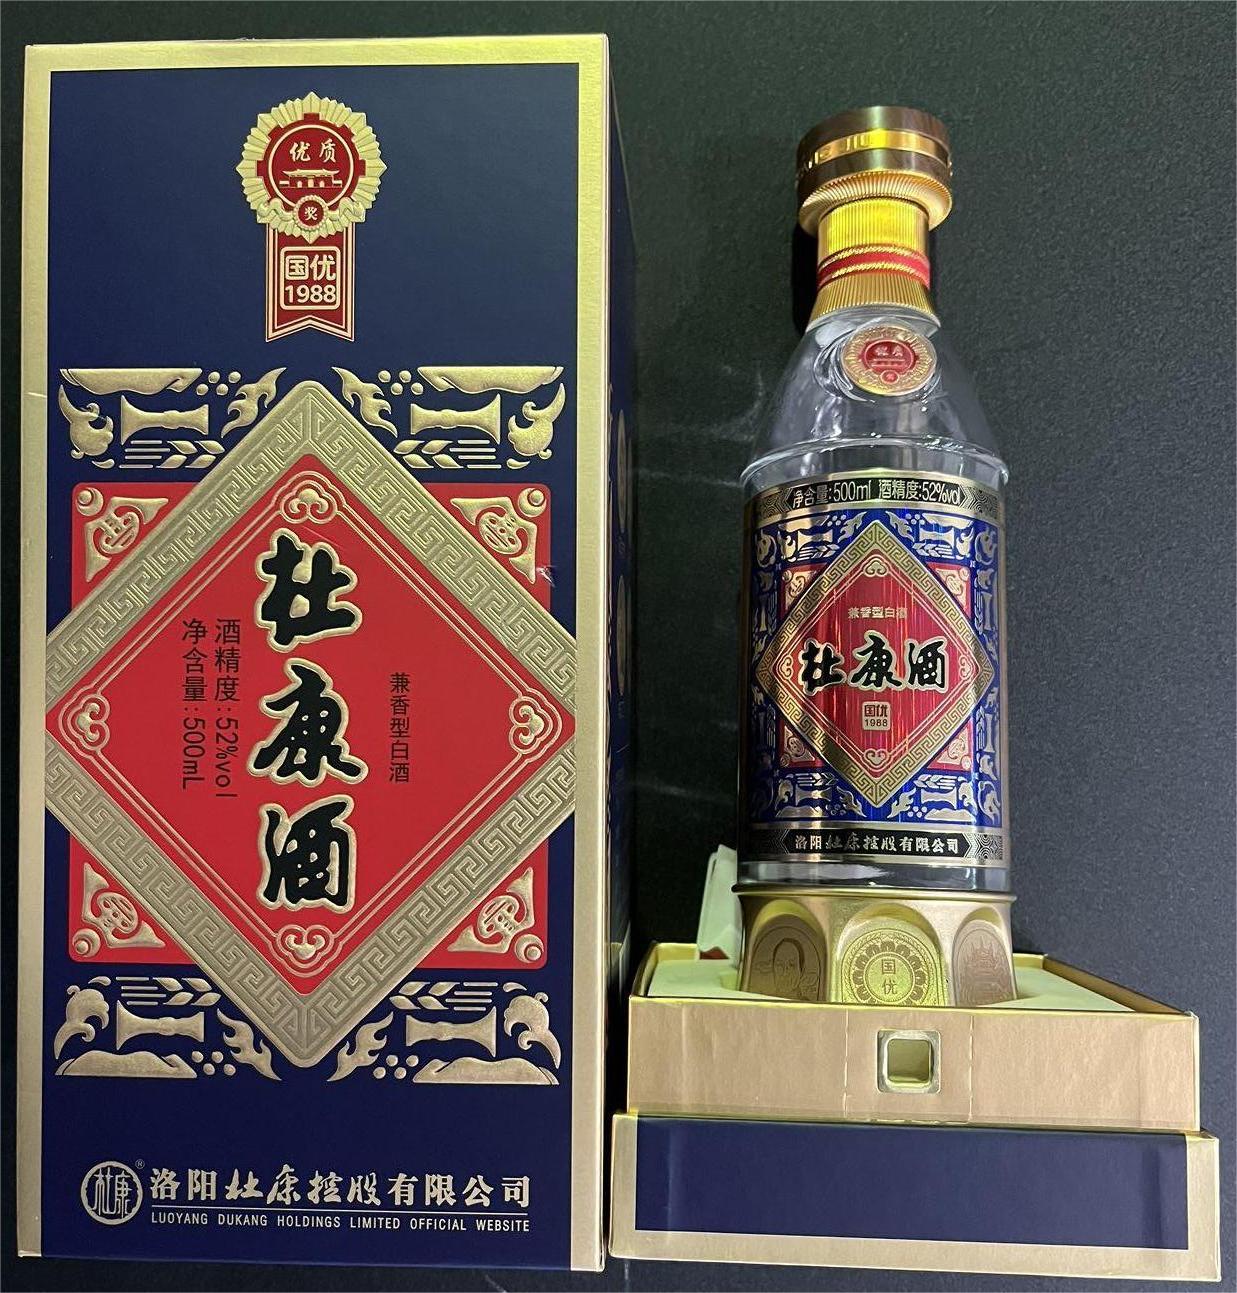 优质
奖
国优
1988
杜康酒
兼香型白酒
酒精度:52%vol
净含量:500mL
杜康
洛阳杜康控股有限公司
LUOYANG DUKANG HOLDINGS LIMITED OFFICIAL WEBSITE
优质
净含量:500ml 酒精度:52%vol
兼香型白酒
杜康酒
国优
1988
洛阳杜康控股有限公司
国优